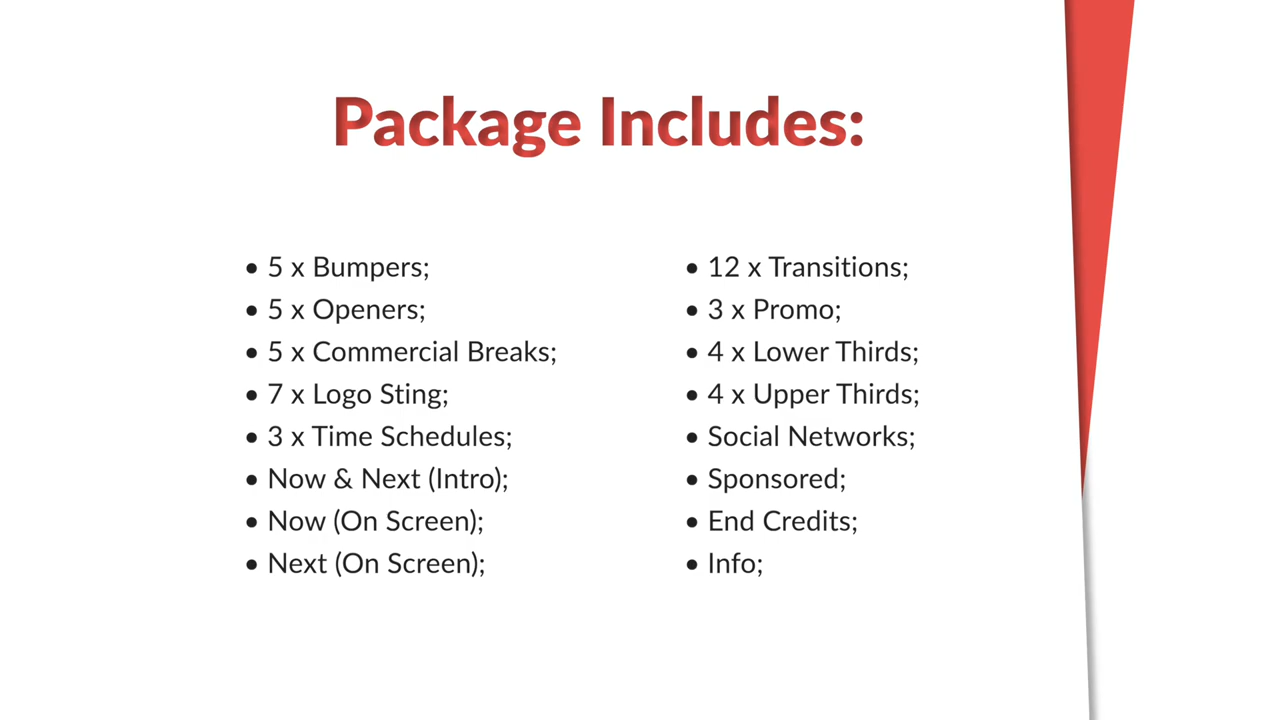 Package Includes:
• 5 x Bumpers;
• 5 x Openers;
• 5 x Commercial Breaks;
• 7 x Logo Sting;
• 3 x Time Schedules;
• Now & Next (Intro);
• Now (On Screen);
• Next (On Screen);
• 12 x Transitions;
• 3 x Promo;
• 4 x Lower Thirds;
• 4 x Upper Thirds;
• Social Networks;
• Sponsored;
• End Credits;
• Info;